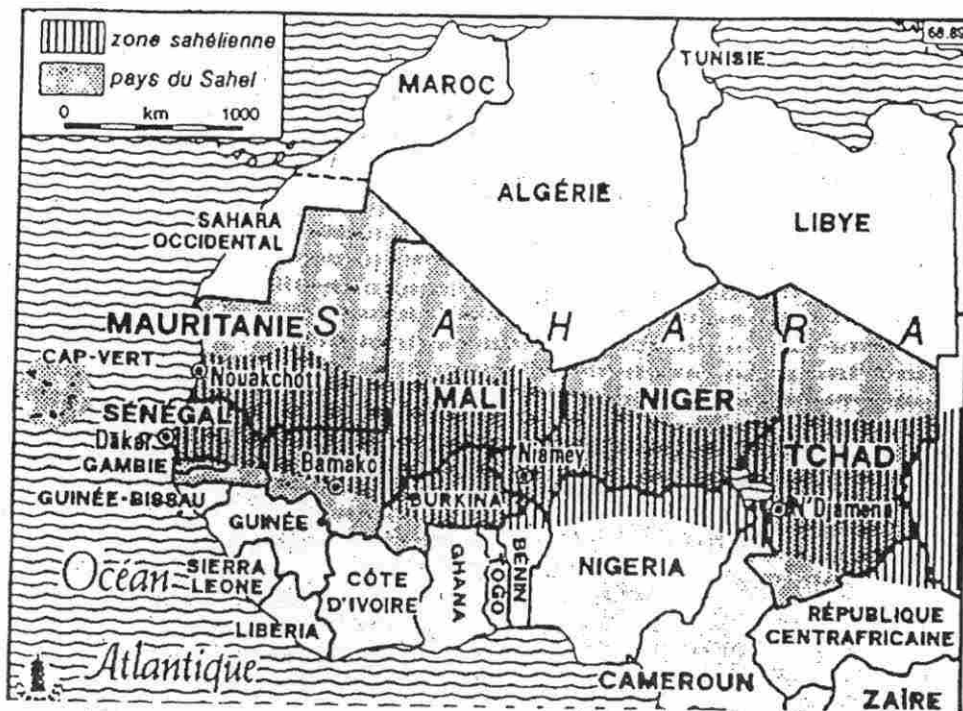 zone sahélienne
pays du Sahel
0 km 1000
TUNISIE
MAROC
ALGÉRIE
LIBYE
SAHARA
OCCIDENTAL
S A H A R A
MAURITANIE
CAP-VERT
Nouakchott
MALI
NIGER
SÉNÉGAL
Dakar
TCHAD
GAMBIE
Bamako
Niamey
GUINÉE-BISSAU
BURKINA
N'Djamena
GUINÉE
SIERRA
LEONE
CÔTE
D'IVOIRE
GHANA
TOGO
BÉNIN
NIGERIA
LIBERIA
RÉPUBLIQUE
CENTRAFRICAINE
Océan
Atlantique
CAMEROUN
ZAÏRE